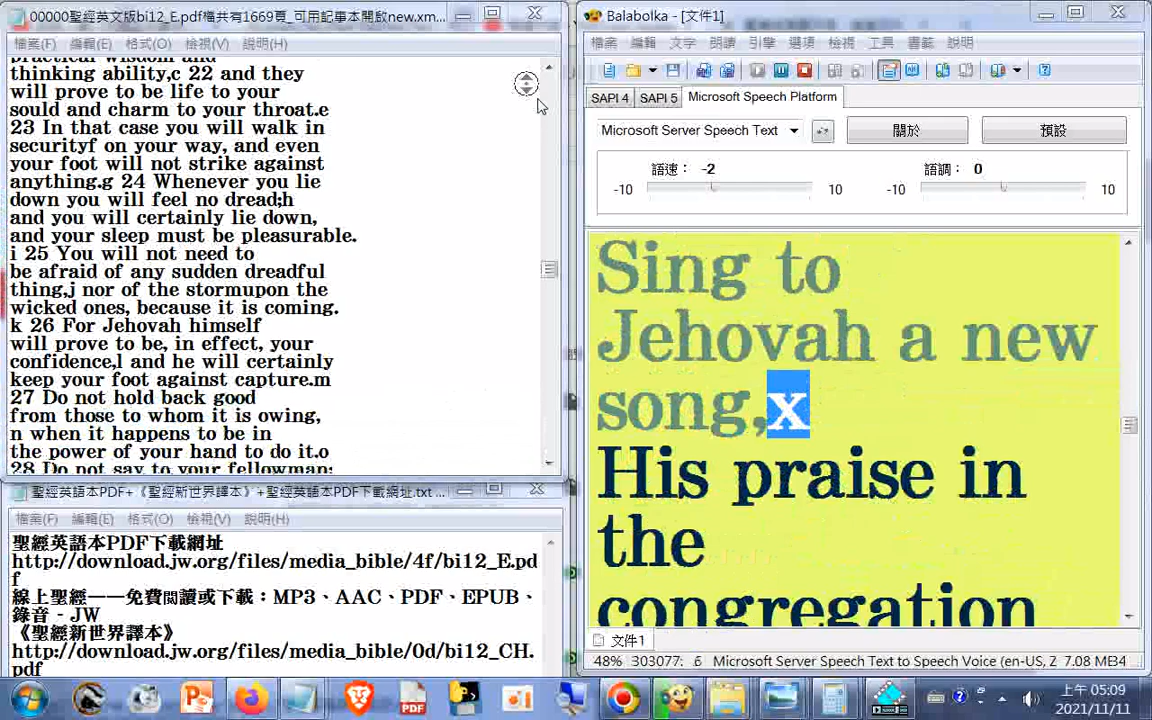 00000聖經英文版bi12_E.pdf檔共有1669頁_可用記事本開啟new.xm...
檔案(F) 編輯(E) 格式(O) 檢視(V) 說明(H)
practical wisdom and
thinking ability,c 22 and they
will prove to be life to your
sould and charm to your throat.e
23 In that case you will walk in
securityf on your way, and even
your foot will not strike against
anything.g 24 Whenever you lie
down you will feel no dread;h
and you will certainly lie down,
and your sleep must be pleasurable.
i 25 You will not need to
be afraid of any sudden dreadful
thing,j nor of the stormupon the
wicked ones, because it is coming.
k 26 For Jehovah himself
will prove to be, in effect, your
confidence,l and he will certainly
keep your foot against capture.m
27 Do not hold back good
from those to whom it is owing,
n when it happens to be in
the power of your hand to do it.o
28 Do not say to your fellowman:
聖經英語本PDF+《聖經新世界譯本》+聖經英語本PDF下載網址.txt ...
檔案(F) 編輯(E) 格式(O) 檢視(V) 說明(H)
聖經英語本PDF下載網址
http://download.jw.org/files/media_bible/4f/bi12_E.pd
f
線上聖經——免費閱讀或下載：MP3、AAC、PDF、EPUB、
錄音 - JW
《聖經新世界譯本》
http://download.jw.org/files/media_bible/0d/bi12_CH.
pdf
Balabolka - [文件1]
檔案 編輯 文字 朗讀 引擎 選項 檢視 工具 書籤 說明
SAPI 4 SAPI 5 Microsoft Speech Platform
Microsoft Server Speech Text 關於 預設
語速： -2 語調： 0
-10 10 -10 10
Sing to
Jehovah a new
song,x
His praise in
the
congregation
文件1
48% 303077: 6 Microsoft Server Speech Text to Speech Voice (en-US, Z 7.08 MB34
上午 05:09
2021/11/11